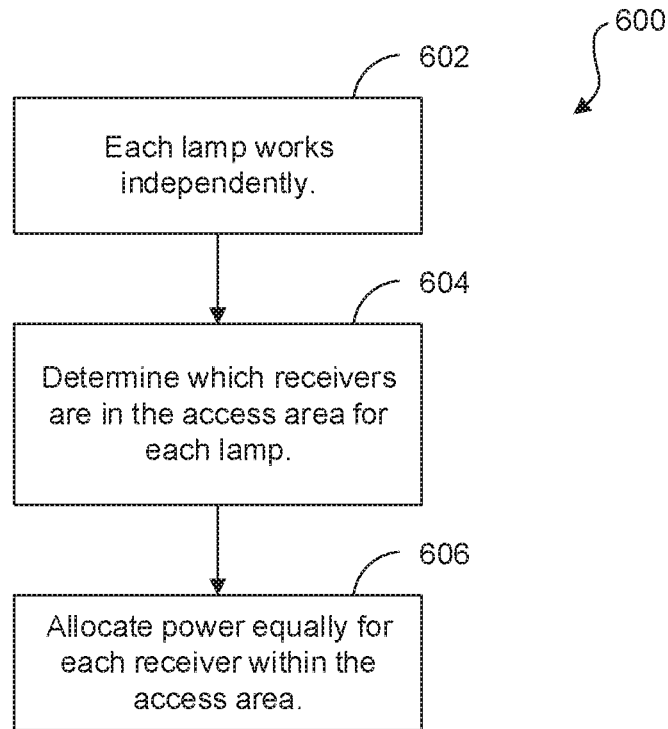 600
602
Each lamp works
independently.
604
Determine which receivers
are in the access area for
each lamp.
606
Allocate power equally for
each receiver within the
access area.